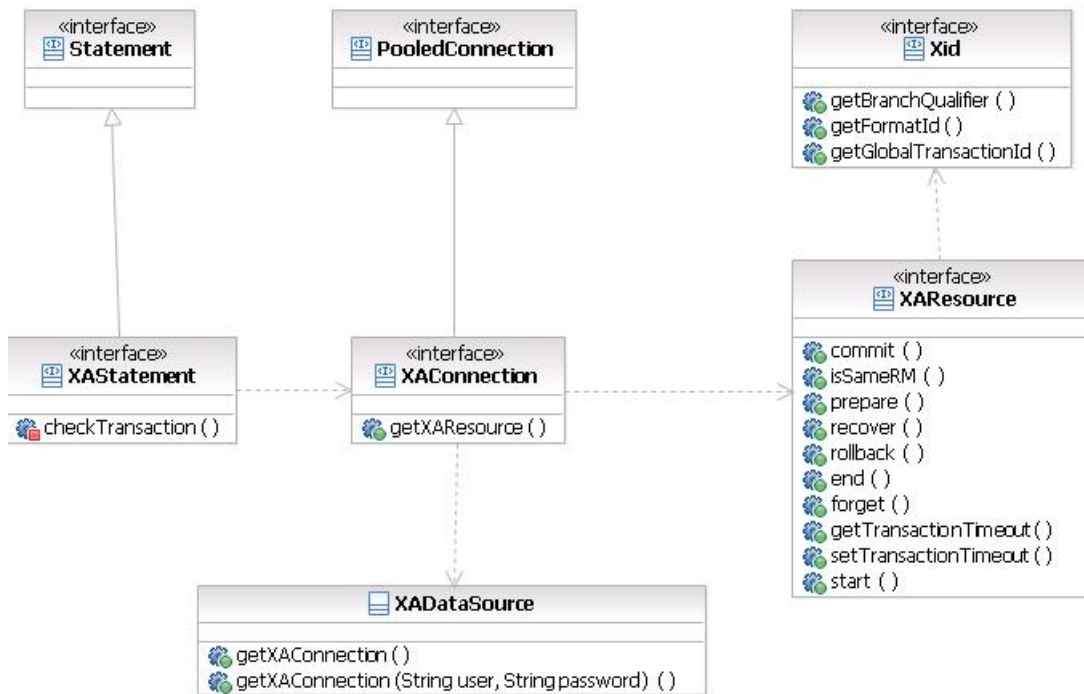 «interface»
Statement
«interface»
PooledConnection
«interface»
Xid
getBranchQualifier ( )
getFormatId ( )
getGlobalTransactionId ( )
«interface»
XAStatement
checkTransaction ( )
«interface»
XAConnection
getXAResource ( )
«interface»
XAResource
commit ( )
isSameRM ( )
prepare ( )
recover ( )
rollback ( )
end ( )
forget ( )
getTransactionTimeout ( )
setTransactionTimeout ( )
start ( )
XADataSource
getXAConnection ( )
getXAConnection (String user, String password) ( )